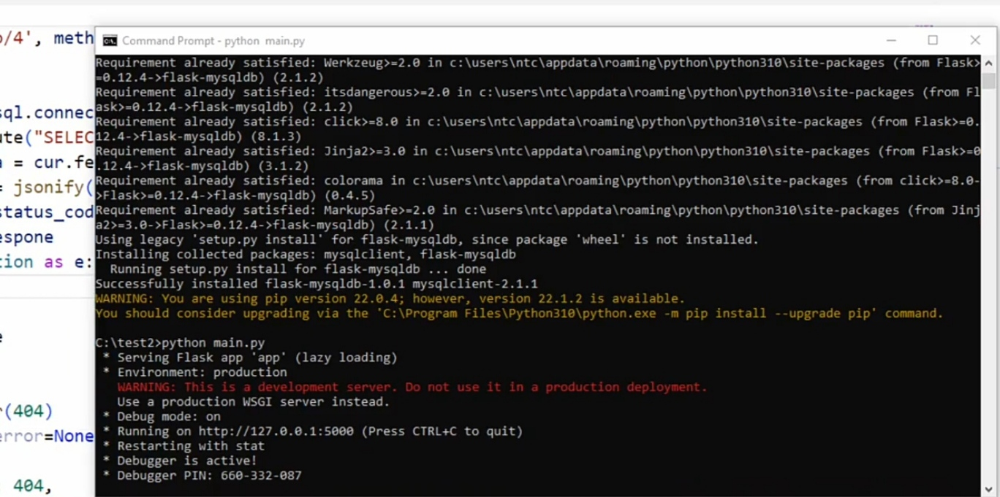 o/4', meth
sql.connec
ute("SELEC
a = cur.fe
= jsonify(
status_cod
espone
tion as e:
e
r(404)
error=None
404,
Command Prompt - python  main.py
Requirement already satisfied: Werkzeug>=2.0 in c:\users\ntc\appdata\roaming\python\python310\site-packages (from Flask>
=0.12.4->flask-mysqldb) (2.1.2)
Requirement already satisfied: itsdangerous>=2.0 in c:\users\ntc\appdata\roaming\python\python310\site-packages (from Fl
ask>=0.12.4->flask-mysqldb) (2.1.2)
Requirement already satisfied: click>=8.0 in c:\users\ntc\appdata\roaming\python\python310\site-packages (from Flask>=0.
12.4->flask-mysqldb) (8.1.3)
Requirement already satisfied: Jinja2>=3.0 in c:\users\ntc\appdata\roaming\python\python310\site-packages (from Flask>=0
.12.4->flask-mysqldb) (3.1.2)
Requirement already satisfied: colorama in c:\users\ntc\appdata\roaming\python\python310\site-packages (from click>=8.0-
>Flask>=0.12.4->flask-mysqldb) (0.4.5)
Requirement already satisfied: MarkupSafe>=2.0 in c:\users\ntc\appdata\roaming\python\python310\site-packages (from Jinj
a2>=3.0->Flask>=0.12.4->flask-mysqldb) (2.1.1)
Using legacy 'setup.py install' for flask-mysqldb, since package 'wheel' is not installed.
Installing collected packages: mysqlclient, flask-mysqldb
  Running setup.py install for flask-mysqldb ... done
Successfully installed flask-mysqldb-1.0.1 mysqlclient-2.1.1
WARNING: You are using pip version 22.0.4; however, version 22.1.2 is available.
You should consider upgrading via the 'C:\Program Files\Python310\python.exe -m pip install --upgrade pip' command.
C:\test2>python main.py
 * Serving Flask app 'app' (lazy loading)
 * Environment: production
   WARNING: This is a development server. Do not use it in a production deployment.
   Use a production WSGI server instead.
 * Debug mode: on
 * Running on http://127.0.0.1:5000 (Press CTRL+C to quit)
 * Restarting with stat
 * Debugger is active!
 * Debugger PIN: 660-332-087